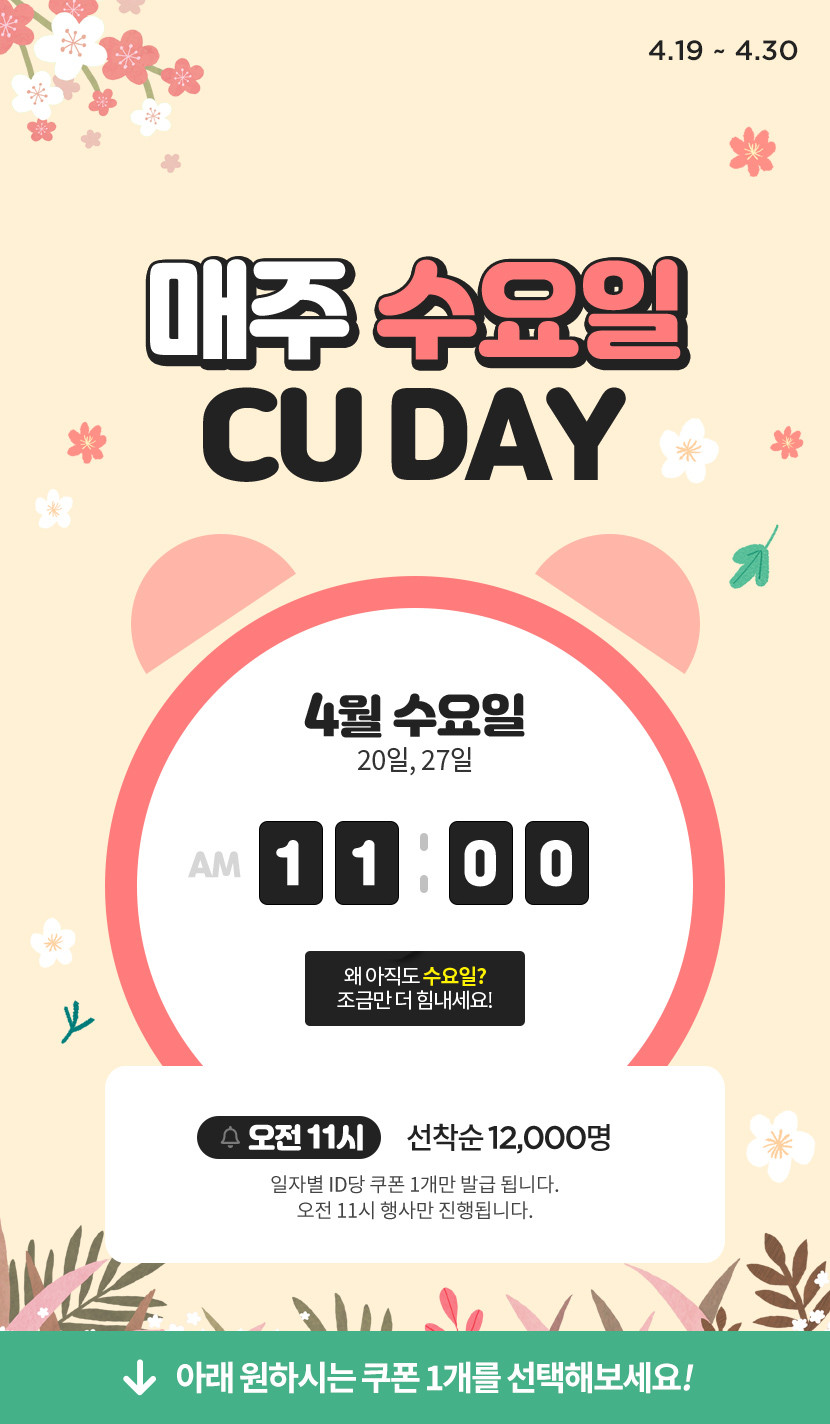 4.19 ~ 4.30
매주 수요일
CU DAY
4월 수요일
20일, 27일
AM 11:00
왜 아직도 수요일?
조금만 더 힘내세요!
오전 11시 선착순 12,000명
일자별 ID당 쿠폰 1개만 발급 됩니다.
오전 11시 행사만 진행됩니다.
아래 원하시는 쿠폰 1개를 선택해보세요!